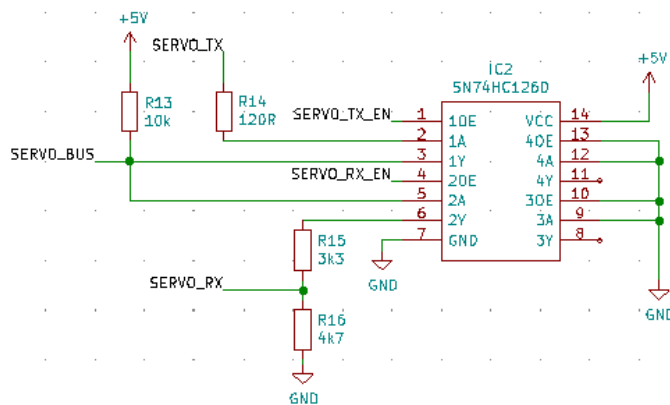 +5V
SERVO_TX
IC2
SN74HC126D
+5V
R13
10k
R14
120R
SERVO_TX_EN
1 1OE VCC 14
2 1A 4OE 13
SERVO_BUS
3 1Y 4A 12
SERVO_RX_EN
4 2OE 4Y 11
5 2A 3OE 10
6 2Y 3A 9
7 GND 3Y 8
R15
3k3
GND
SERVO_RX
GND
R16
4k7
GND